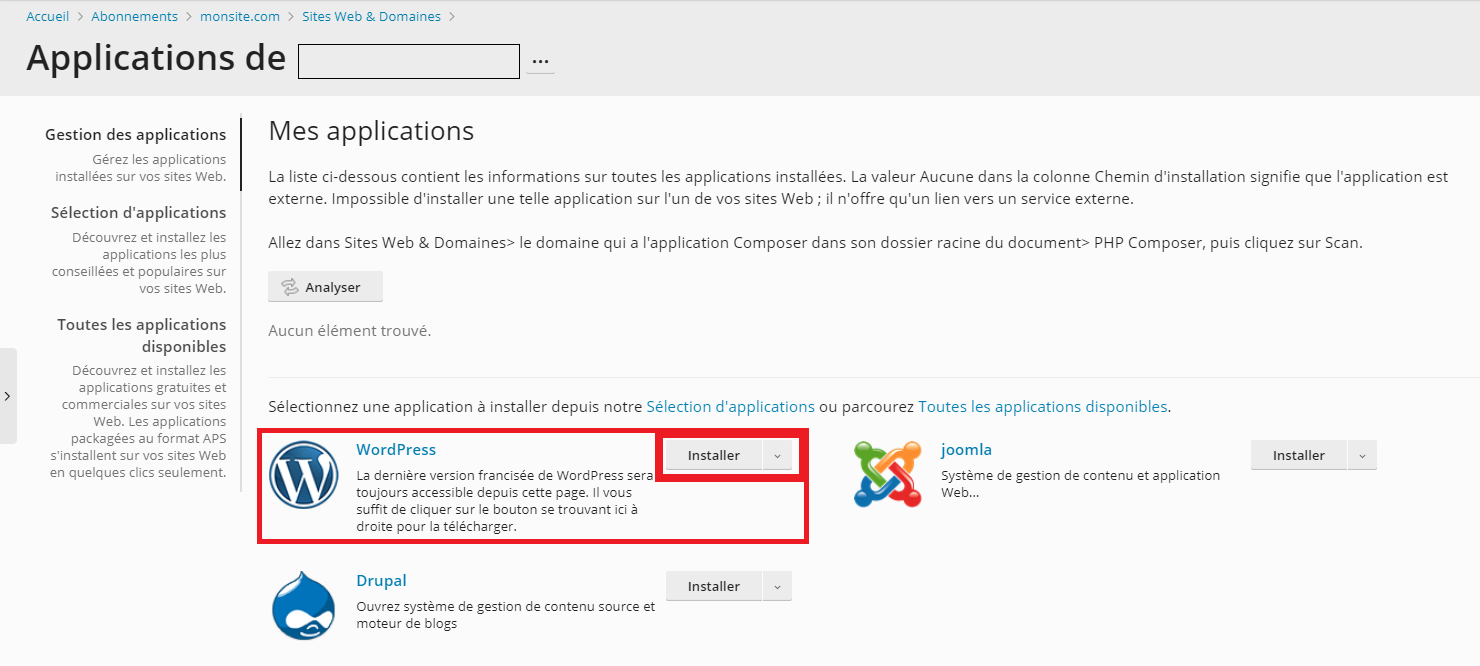 Accueil > Abonnements > monsite.com > Sites Web & Domaines >
Applications de ...
Gestion des applications
Gérez les applications
installées sur vos sites Web.
Sélection d'applications
Découvrez et installez les
applications les plus
conseillées et populaires sur
vos sites Web.
Toutes les applications
disponibles
Découvrez et installez les
applications gratuites et
commerciales sur vos sites
Web. Les applications
packagées au format APS
s'installent sur vos sites Web
en quelques clics seulement.
Mes applications
La liste ci-dessous contient les informations sur toutes les applications installées. La valeur Aucune dans la colonne Chemin d'installation signifie que l'application est
externe. Impossible d'installer une telle application sur l'un de vos sites Web ; il n'offre qu'un lien vers un service externe.
Allez dans Sites Web & Domaines> le domaine qui a l'application Composer dans son dossier racine du document> PHP Composer, puis cliquez sur Scan.
Analyser
Aucun élément trouvé.
Sélectionnez une application à installer depuis notre Sélection d'applications ou parcourez Toutes les applications disponibles.
WordPress
La dernière version francisée de WordPress sera
toujours accessible depuis cette page. Il vous
suffit de cliquer sur le bouton se trouvant ici à
droite pour la télécharger.
Installer
joomla
Système de gestion de contenu et application
Web...
Installer
Drupal
Ouvrez système de gestion de contenu source et
moteur de blogs
Installer